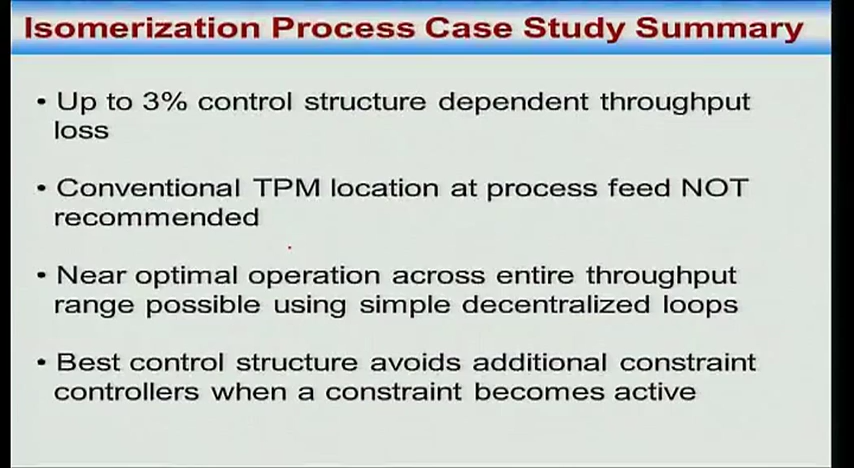 Isomerization Process Case Study Summary
• Up to 3% control structure dependent throughput
loss
• Conventional TPM location at process feed NOT
recommended
• Near optimal operation across entire throughput
range possible using simple decentralized loops
• Best control structure avoids additional constraint
controllers when a constraint becomes active